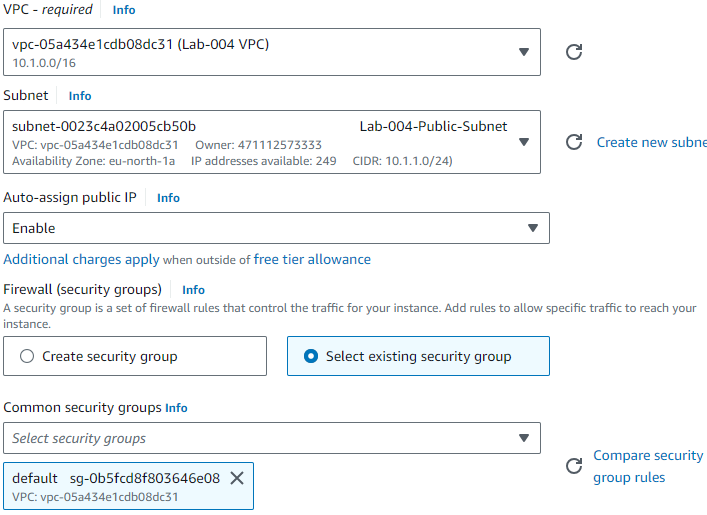 VPC - required Info
vpc-05a434e1cdb08dc31 (Lab-004 VPC)
10.1.0.0/16
Subnet Info
subnet-0023c4a02005cb50b Lab-004-Public-Subnet
VPC: vpc-05a434e1cdb08dc31 Owner: 471112573333
Availability Zone: eu-north-1a IP addresses available: 249 CIDR: 10.1.1.0/24)
Create new subne
Auto-assign public IP Info
Enable
Additional charges apply when outside of free tier allowance
Firewall (security groups) Info
A security group is a set of firewall rules that control the traffic for your instance. Add rules to allow specific traffic to reach your
instance.
Create security group Select existing security group
Common security groups Info
Select security groups
Compare security
group rules
default sg-0b5fcd8f803646e08
VPC: vpc-05a434e1cdb08dc31